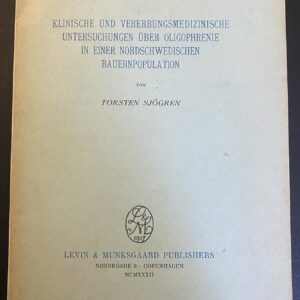 KLINISCHE UND VERERBUNGSMEDIZINISCHE
UNTERSUCHUNGEN ÜBER OLIGOPHRENIE
IN EINER NORDSCHWEDISCHEN
BAUERNPOPULATION
VON
TORSTEN SJÖGREN
1917
LEVIN & MUNKSGAARD PUBLISHERS
NØRREGADE 6 - COPENHAGEN
MCMXXXII